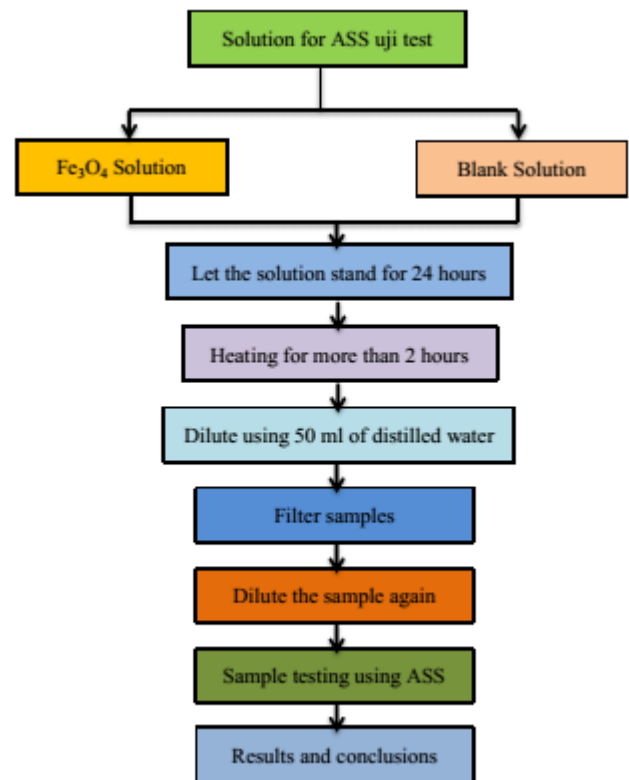 Solution for ASS uji test
Fe₃O₄ Solution
Blank Solution
Let the solution stand for 24 hours
Heating for more than 2 hours
Dilute using 50 ml of distilled water
Filter samples
Dilute the sample again
Sample testing using ASS
Results and conclusions